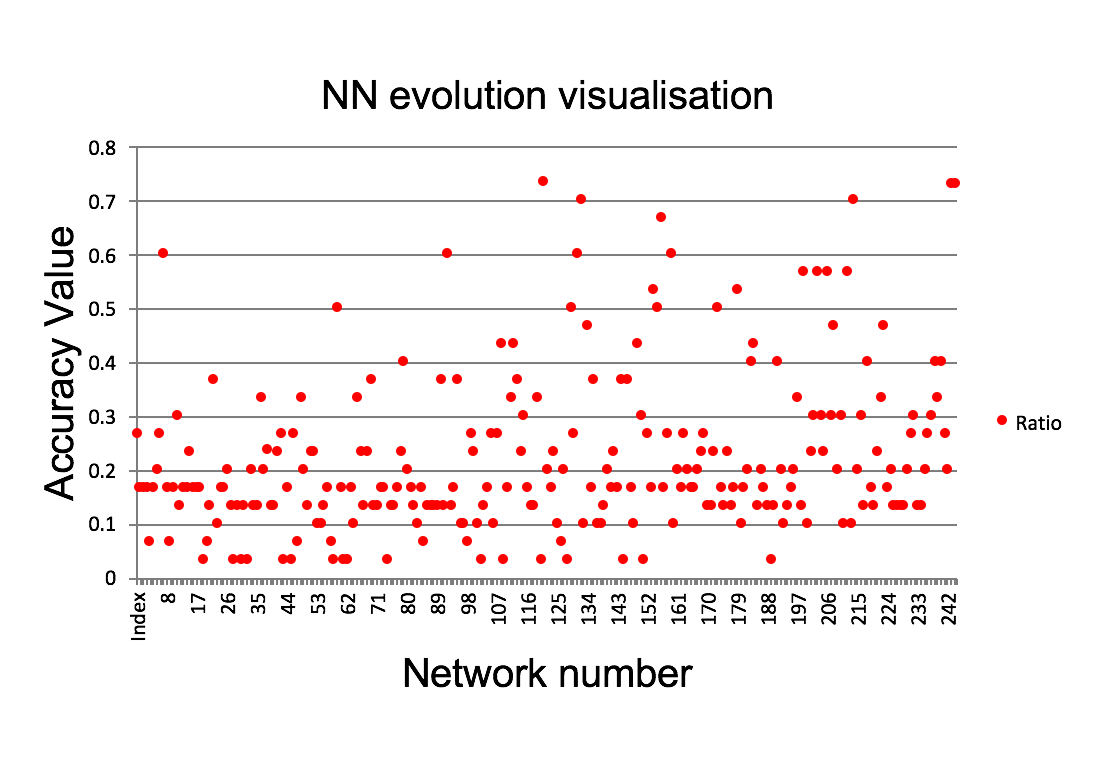 NN evolution visualisation
Accuracy Value
0.8
0.7
0.6
0.5
0.4
0.3
0.2
0.1
0
Index 8 17 26 35 44 53 62 71 80 89 98 107 116 125 134 143 152 161 170 179 188 197 206 215 224 233 242
Network number
Ratio